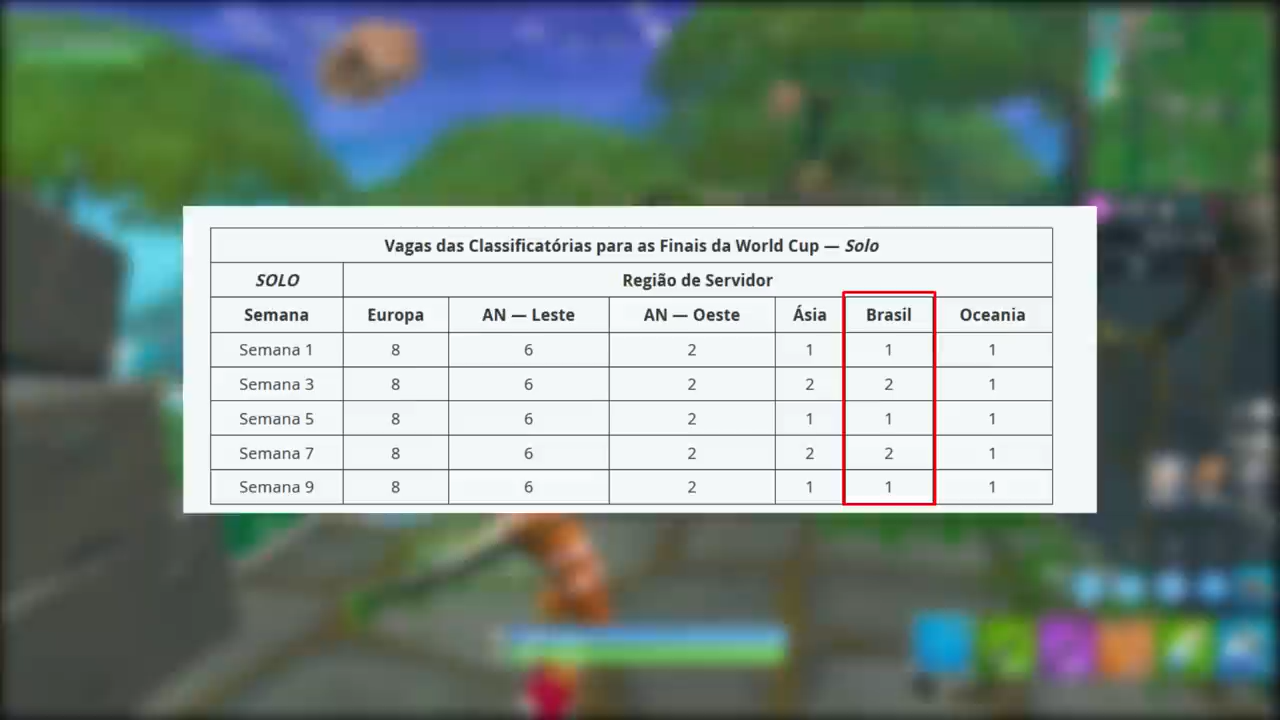 Vagas das Classificatórias para as Finais da World Cup — Solo
SOLO Região de Servidor
Semana Europa AN — Leste AN — Oeste Ásia Brasil Oceania
Semana 1 8 6 2 1 1 1
Semana 3 8 6 2 2 2 1
Semana 5 8 6 2 1 1 1
Semana 7 8 6 2 2 2 1
Semana 9 8 6 2 1 1 1